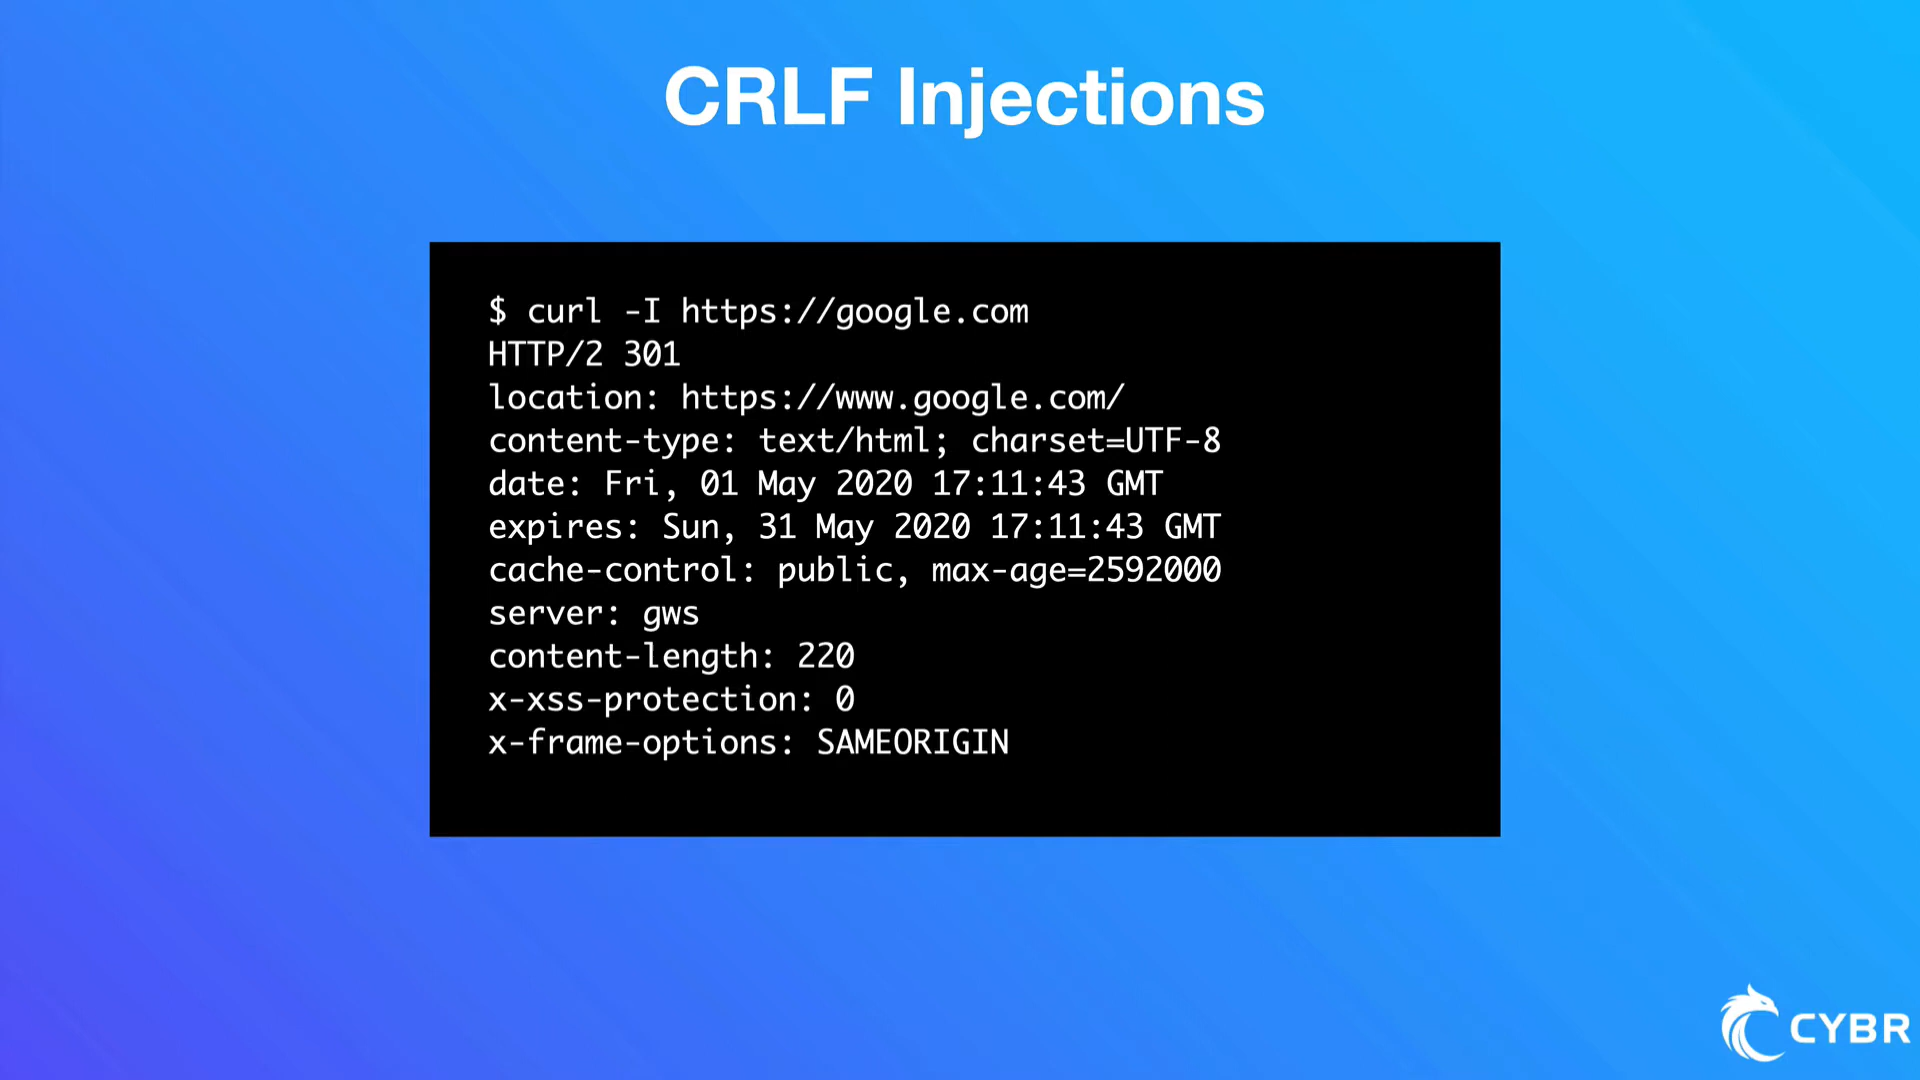 CRLF Injections
$ curl -I https://google.com
HTTP/2 301
location: https://www.google.com/
content-type: text/html; charset=UTF-8
date: Fri, 01 May 2020 17:11:43 GMT
expires: Sun, 31 May 2020 17:11:43 GMT
cache-control: public, max-age=2592000
server: gws
content-length: 220
x-xss-protection: 0
x-frame-options: SAMEORIGIN
CYBR